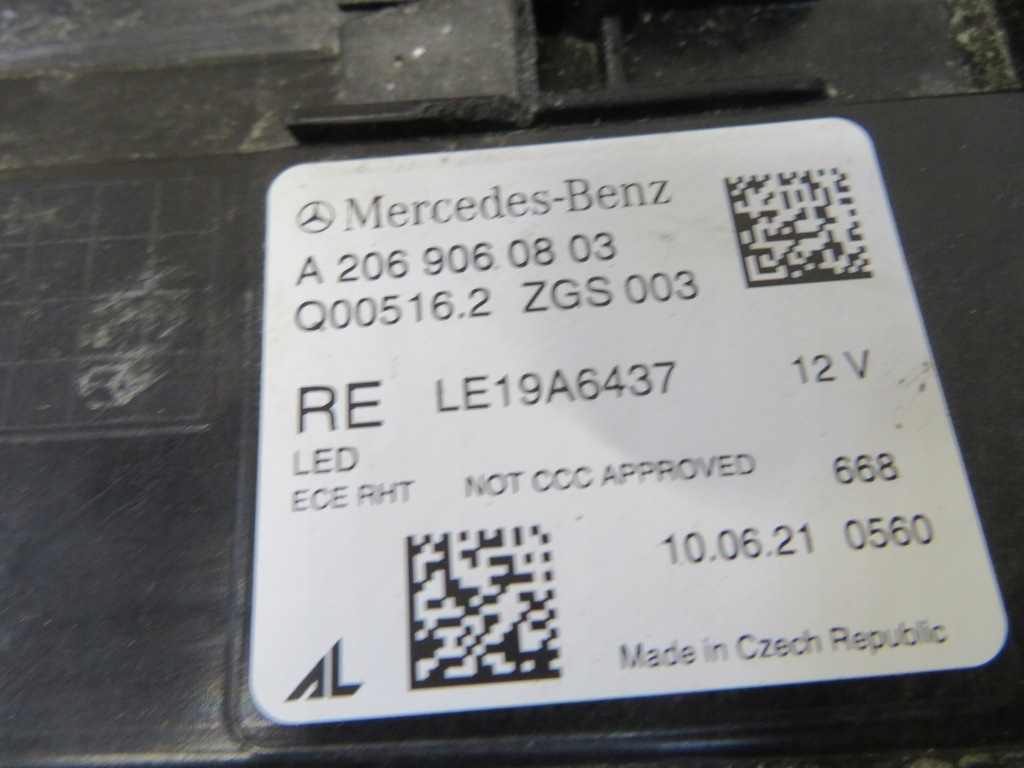 Mercedes-Benz
A 206 906 08 03
Q00516.2 ZGS 003
RE LE19A6437 12 V
LED
ECE RHT NOT CCC APPROVED 668
10.06.21 0560
AL Made in Czech Republic